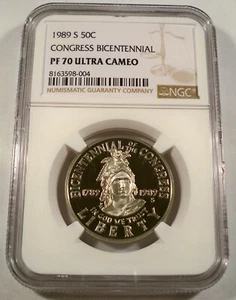 1989 S 50C
CONGRESS BICENTENNIAL
PF 70 ULTRA CAMEO
8163598-004
NUMISMATIC GUARANTY COMPANY
NGC
BICENTENNIAL OF THE CONGRESS
1789 1989
S
IN GOD WE TRUST
LIBERTY